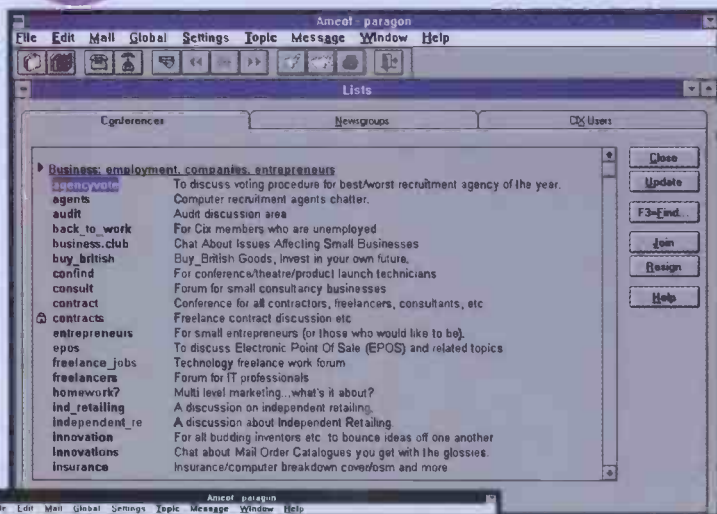 Ameol - paragon
File Edit Mail Global Settings Topic Message Window Help
Lists
Conferences Newsgroups CIX Users
Business: employment, companies, entrepreneurs
agencyvote To discuss voting procedure for best/worst recruitment agency of the year.
agents Computer recruitment agents chatter.
audit Audit discussion area
back_to_work For Cix members who are unemployed
business.club Chat About Issues Affecting Small Businesses
buy_british Buy_British Goods, Invest in your own future.
confind For conference/theatre/product launch technicians
consult Forum for small consultancy businesses
contract Conference for all contractors, freelancers, consultants, etc
contracts Freelance contract discussion etc
entrepreneurs For small entrepreneurs (or those who would like to be).
epos To discuss Electronic Point Of Sale (EPOS) and related topics
freelance_jobs Technology freelance work forum
freelancers Forum for IT professionals
homework? Multi level marketing...what's it about?
ind_retailing A discussion on independent retailing.
independent_re A discussion about Independent Retailing.
innovation For all budding inventors etc to bounce ideas off one another
innovations Chat about Mail Order Catalogues you get with the glossies.
insurance Insurance/computer breakdown cover/osm and more
Close
Update
F3=Find...
Join
Resign
Help
Ameol paragon
File Edit Mail Global Settings Topic Message Window Help